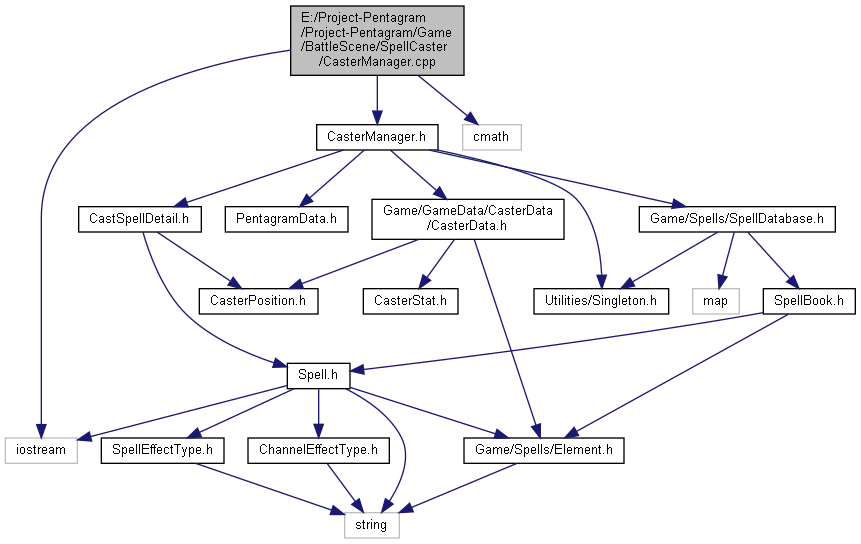 E:/Project-Pentagram
/Project-Pentagram/Game
/BattleScene/SpellCaster
/CasterManager.cpp
CasterManager.h
cmath
CastSpellDetail.h
PentagramData.h
Game/GameData/CasterData
/CasterData.h
Game/Spells/SpellDatabase.h
CasterPosition.h
CasterStat.h
Utilities/Singleton.h
map
SpellBook.h
Spell.h
iostream
SpellEffectType.h
ChannelEffectType.h
Game/Spells/Element.h
string